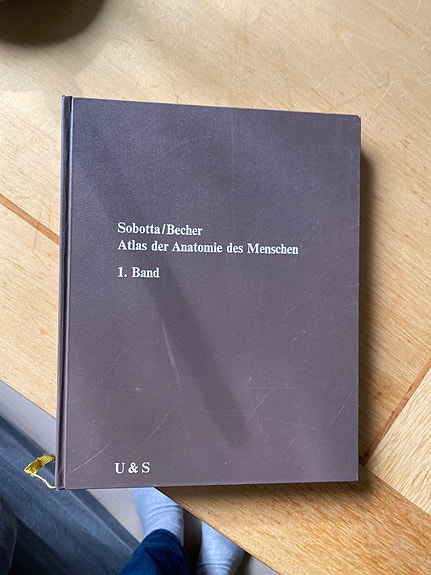 Sobotta/Becher
Atlas der Anatomie des Menschen
1. Band
U & S